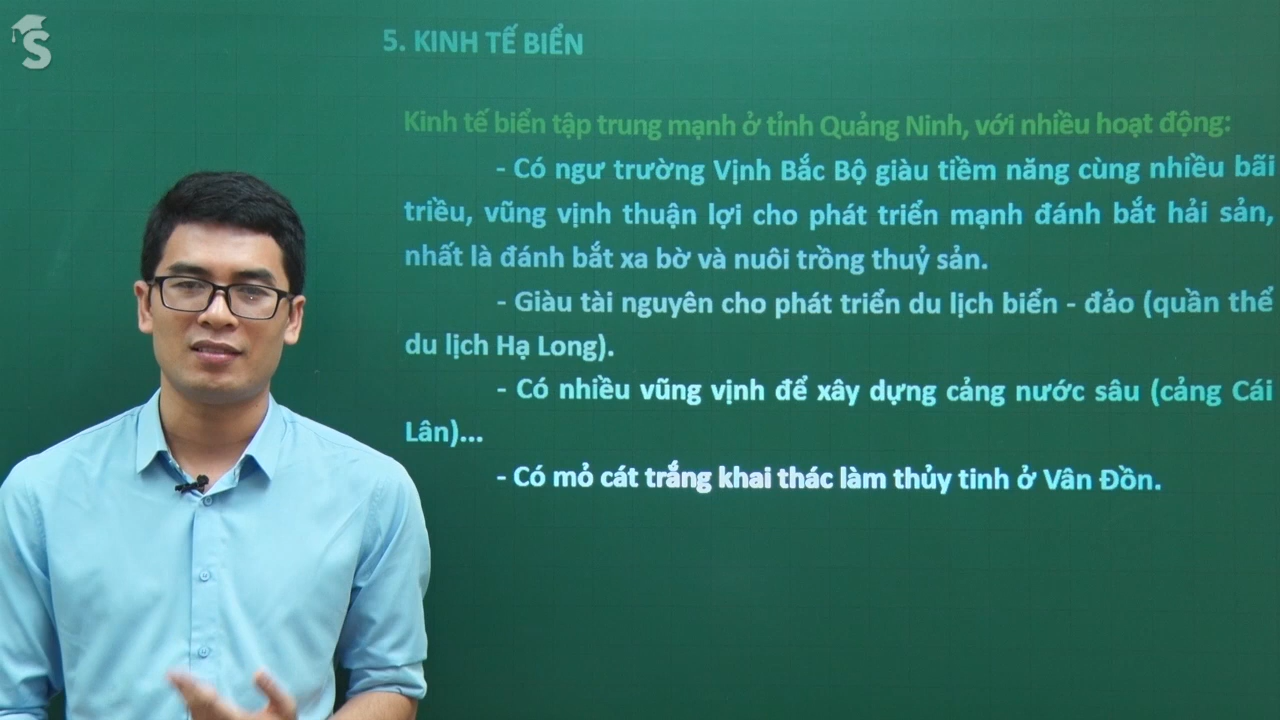 S
5. KINH TẾ BIỂN
Kinh tế biển tập trung mạnh ở tỉnh Quảng Ninh, với nhiều hoạt động:
- Có ngư trường Vịnh Bắc Bộ giàu tiềm năng cùng nhiều bãi
triều, vũng vịnh thuận lợi cho phát triển mạnh đánh bắt hải sản,
nhất là đánh bắt xa bờ và nuôi trồng thuỷ sản.
- Giàu tài nguyên cho phát triển du lịch biển - đảo (quần thể
du lịch Hạ Long).
- Có nhiều vũng vịnh để xây dựng cảng nước sâu (cảng Cái
Lân)...
- Có mỏ cát trắng khai thác làm thủy tinh ở Vân Đồn.